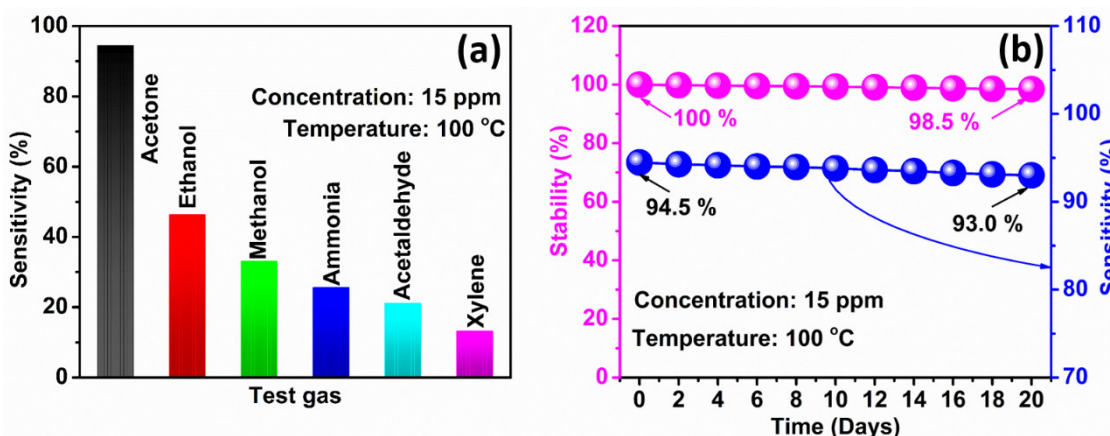 (a)
100
80
60
40
20
0
Sensitivity (%)
Acetone
Ethanol
Methanol
Ammonia
Acetaldehyde
Xylene
Concentration: 15 ppm
Temperature: 100 °C
Test gas
(b)
120
100
80
60
40
20
0
Stability (%)
100 %
98.5 %
94.5 %
93.0 %
Concentration: 15 ppm
Temperature: 100 °C
0 2 4 6 8 10 12 14 16 18 20
Time (Days)
110
100
90
80
70
Sensitivity (%)